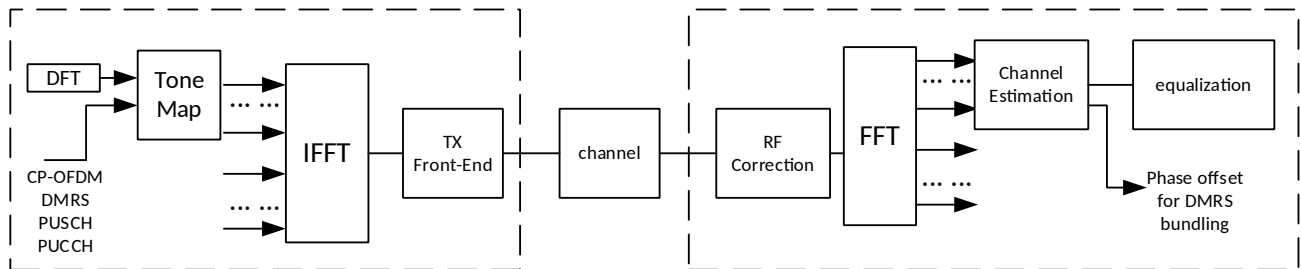 DFT
Tone
Map
... ...
CP-OFDM
DMRS
PUSCH
PUCCH
... ...
IFFT
TX
Front-End
channel
RF
Correction
FFT
... ...
... ...
Channel
Estimation
equalization
Phase offset
for DMRS
bundling